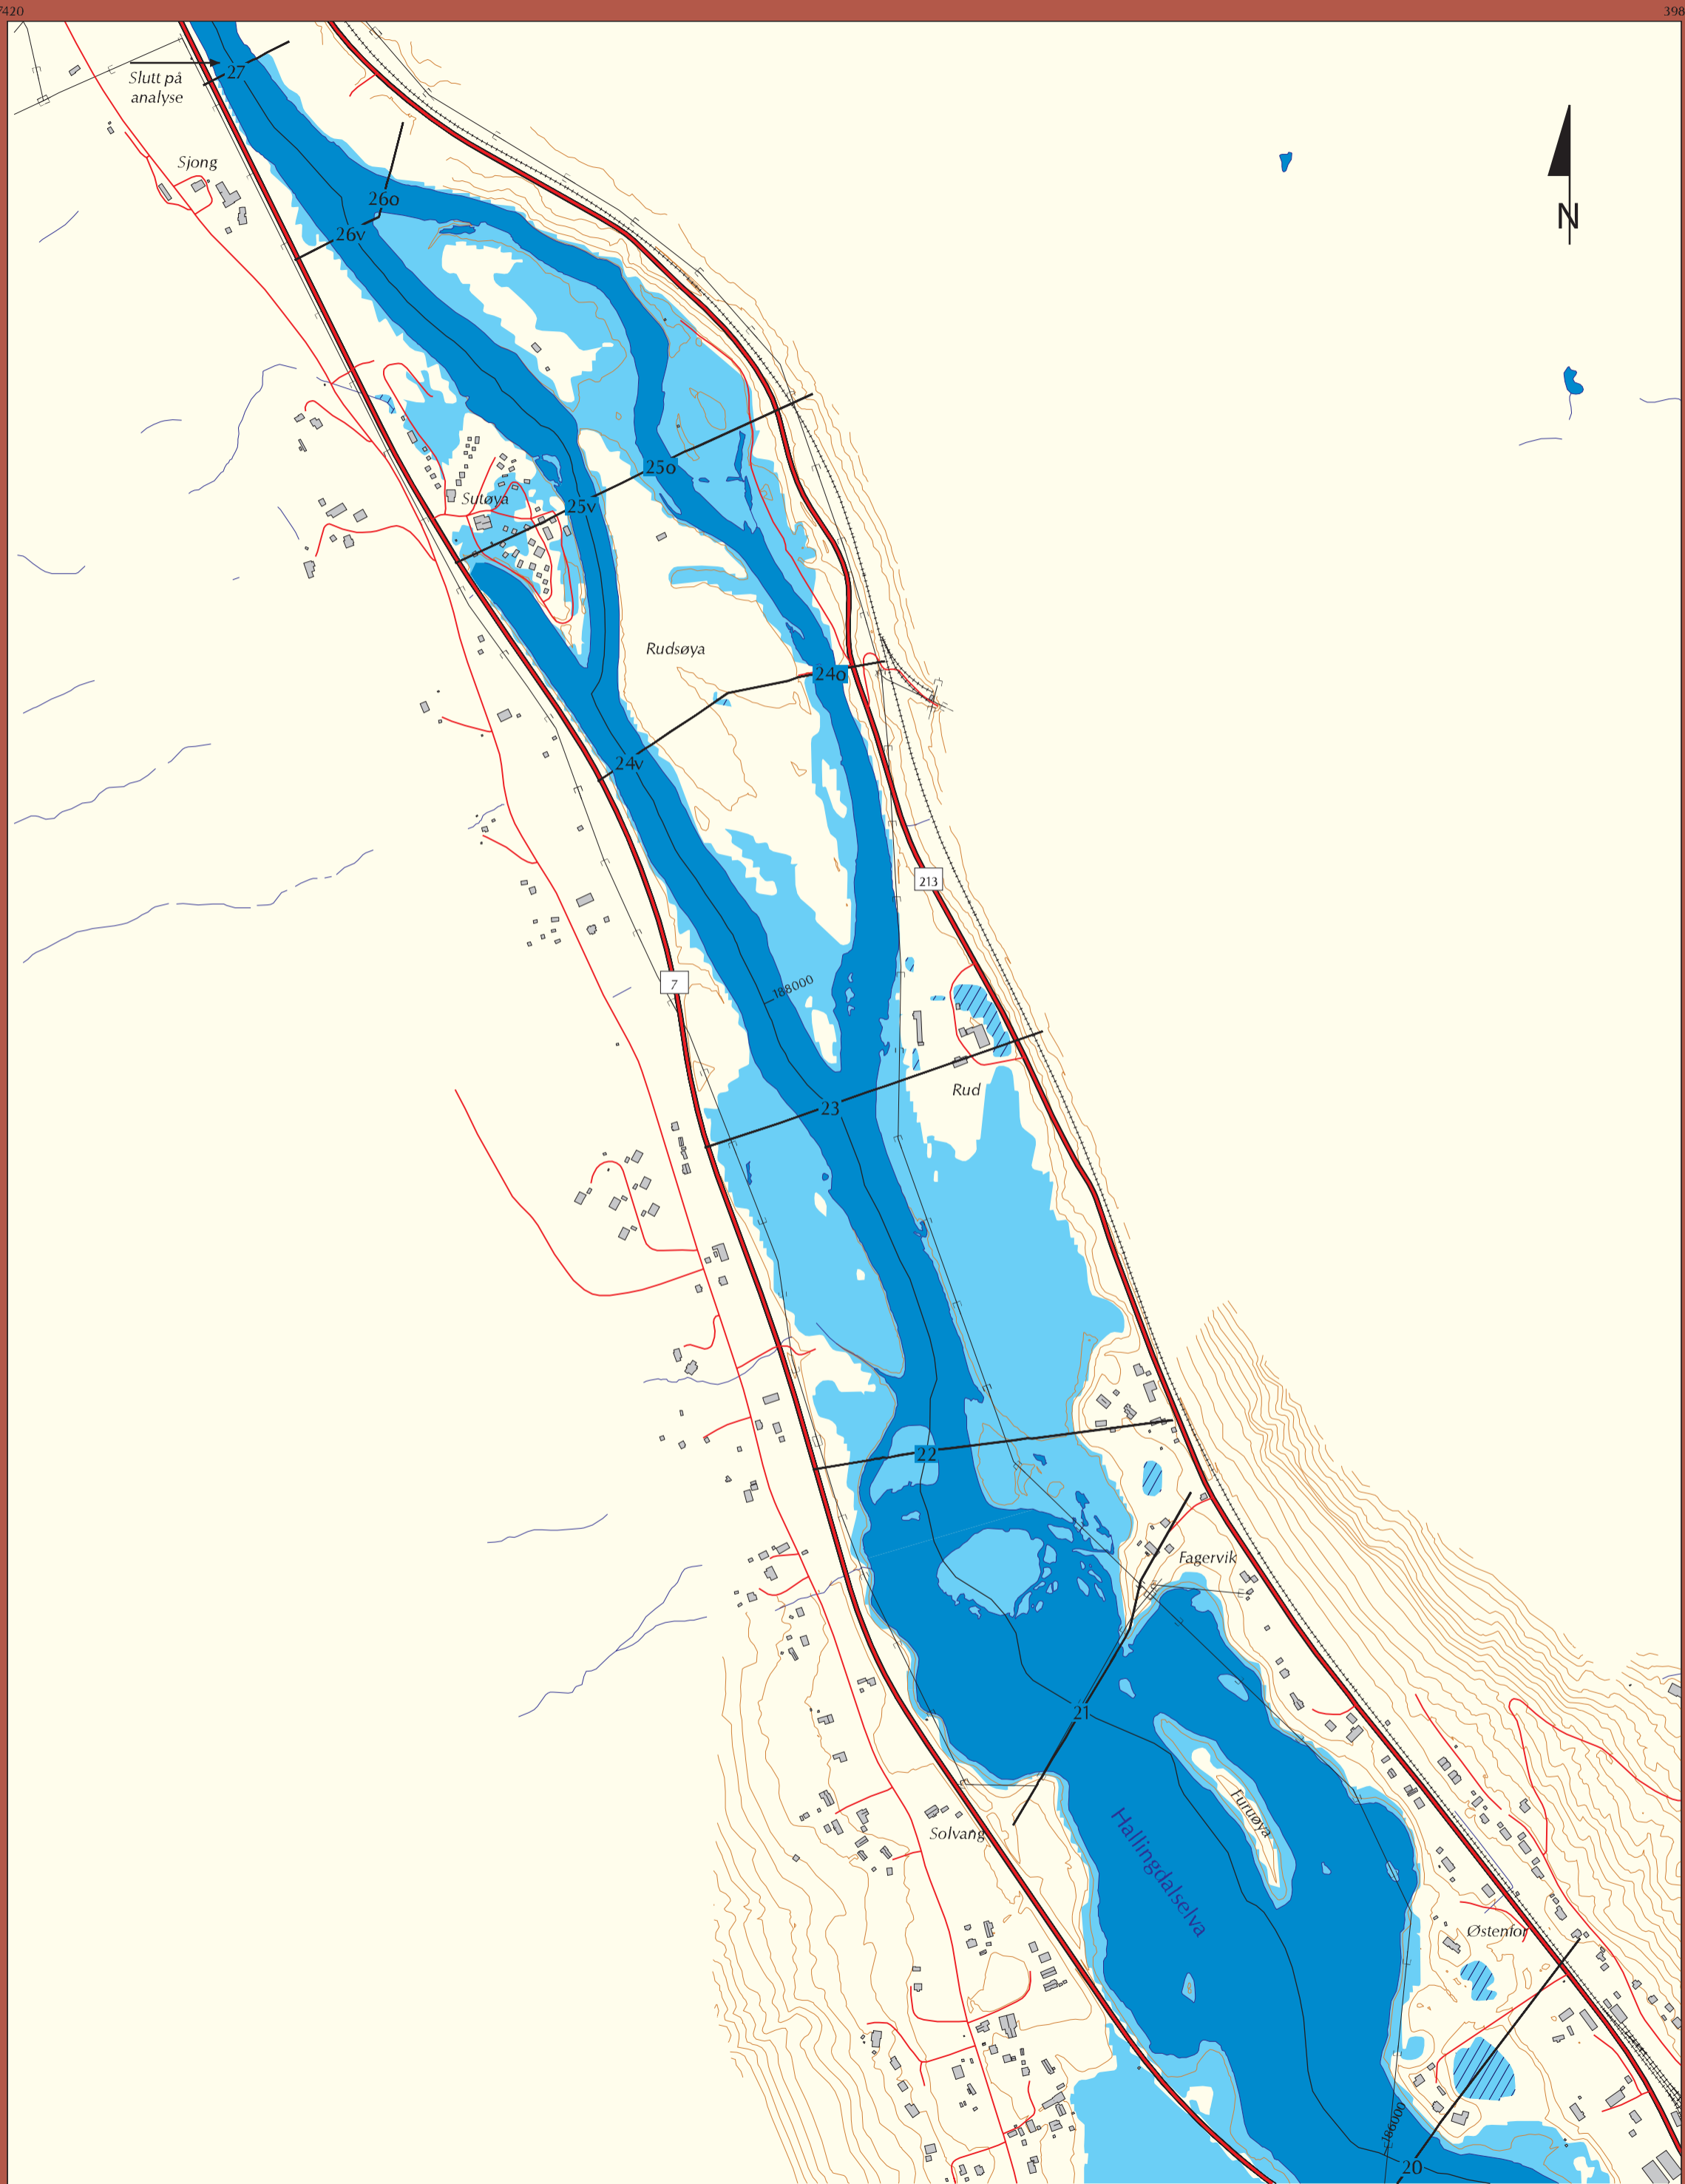 7420
398
27
Slutt på
analyse
Sjong
26o
26v
N
25o
Sutøya
25v
Rudsøya
24o
24v
213
7
188000
23
Rud
22
Fagervik
21
Furuøya
Solvang
Hallingdalselva
Østenfor
186000
20